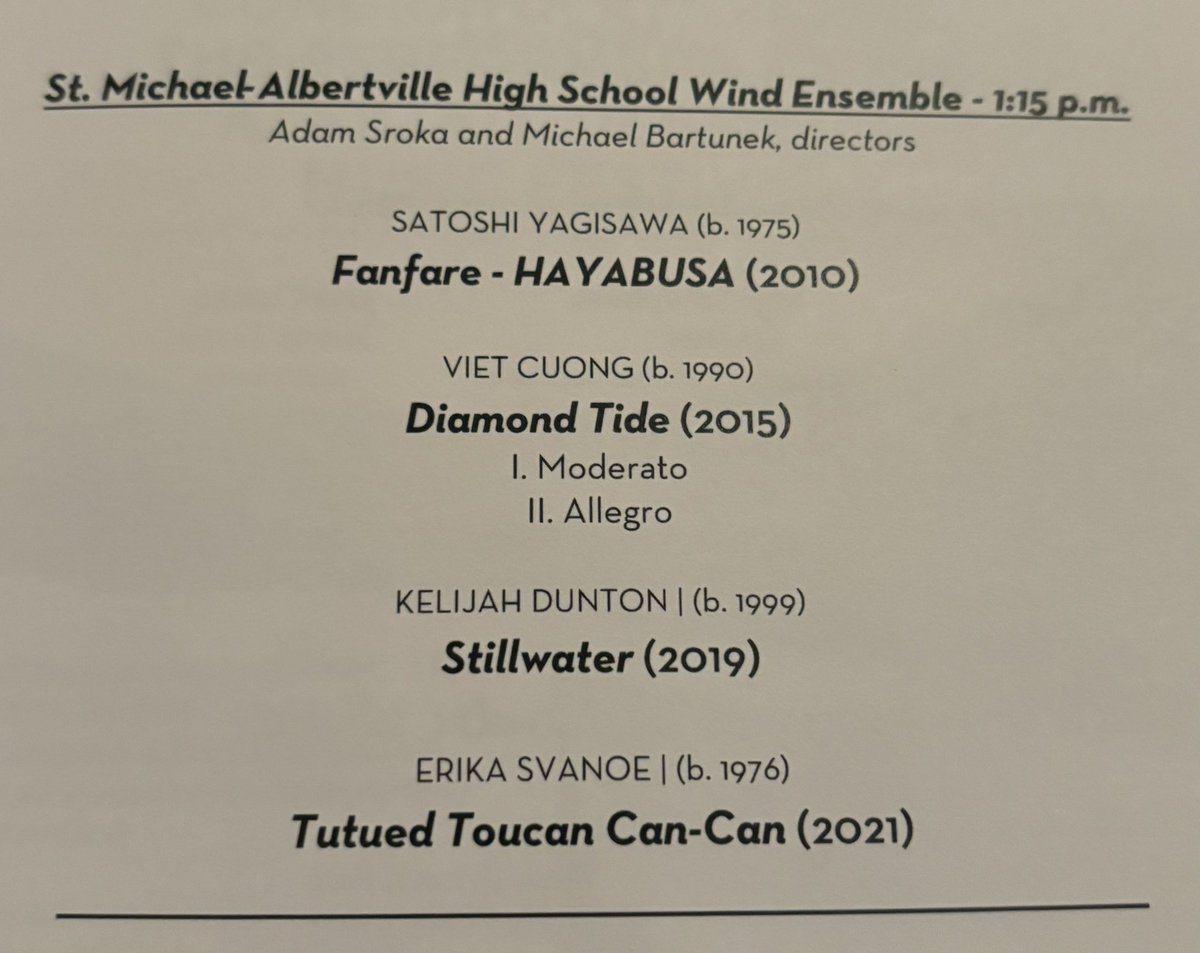 St. Michael-Albertville High School Wind Ensemble - 1:15 p.m.
Adam Sroka and Michael Bartunek, directors
SATOSHI YAGISAWA (b. 1975)
Fanfare - HAYABUSA (2010)
VIET CUONG (b. 1990)
Diamond Tide (2015)
I. Moderato
II. Allegro
KELIJAH DUNTON | (b. 1999)
Stillwater (2019)
ERIKA SVANOE | (b. 1976)
Tutued Toucan Can-Can (2021)